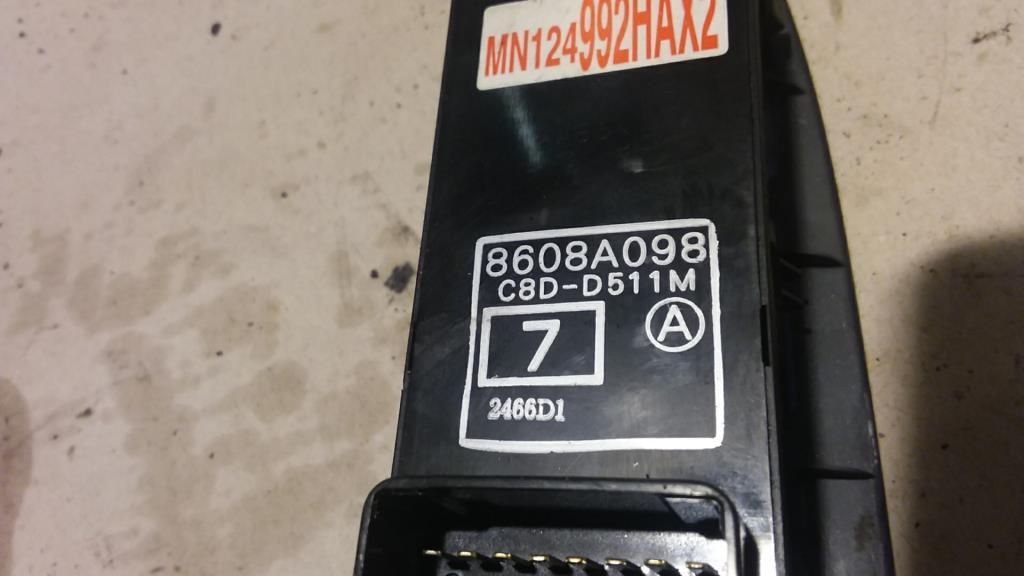 MN124992HAX2
8608A098
C8D-D511M
7
A
2466D1